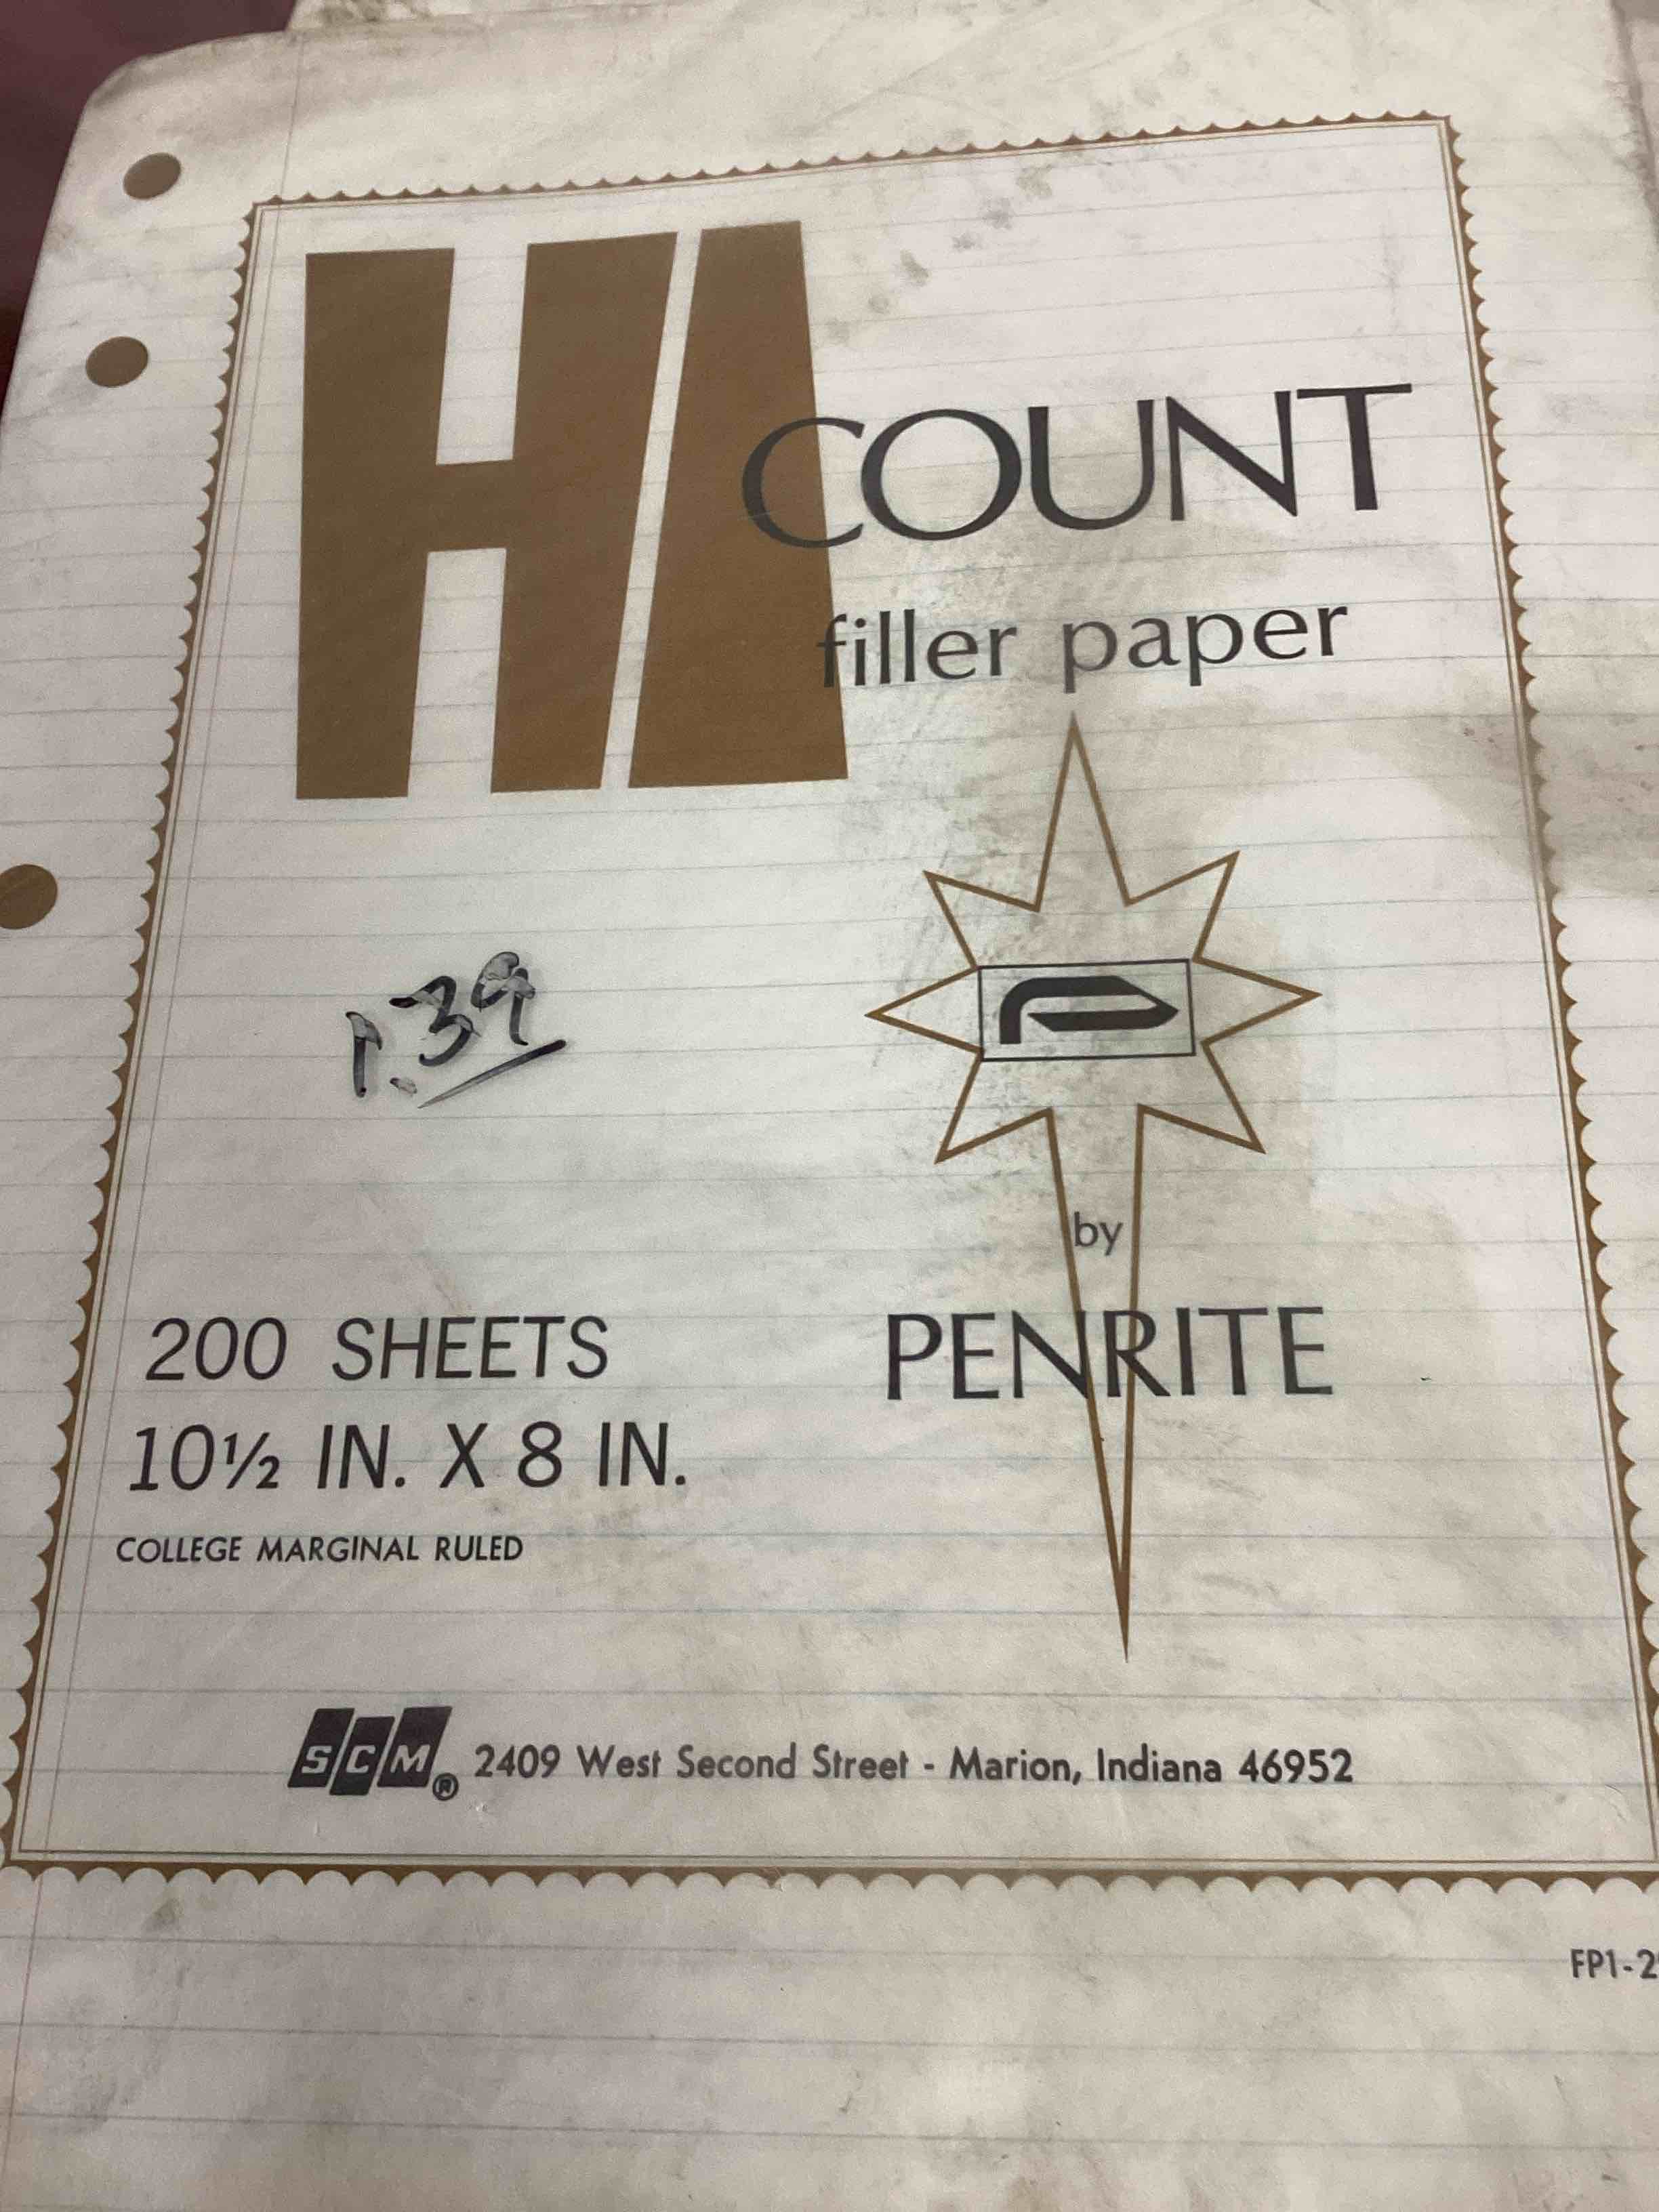 HI
COUNT
filler paper
1.39
by
PENRITE
200 SHEETS
10½ IN. X 8 IN.
COLLEGE MARGINAL RULED
SCM® 2409 West Second Street - Marion, Indiana 46952